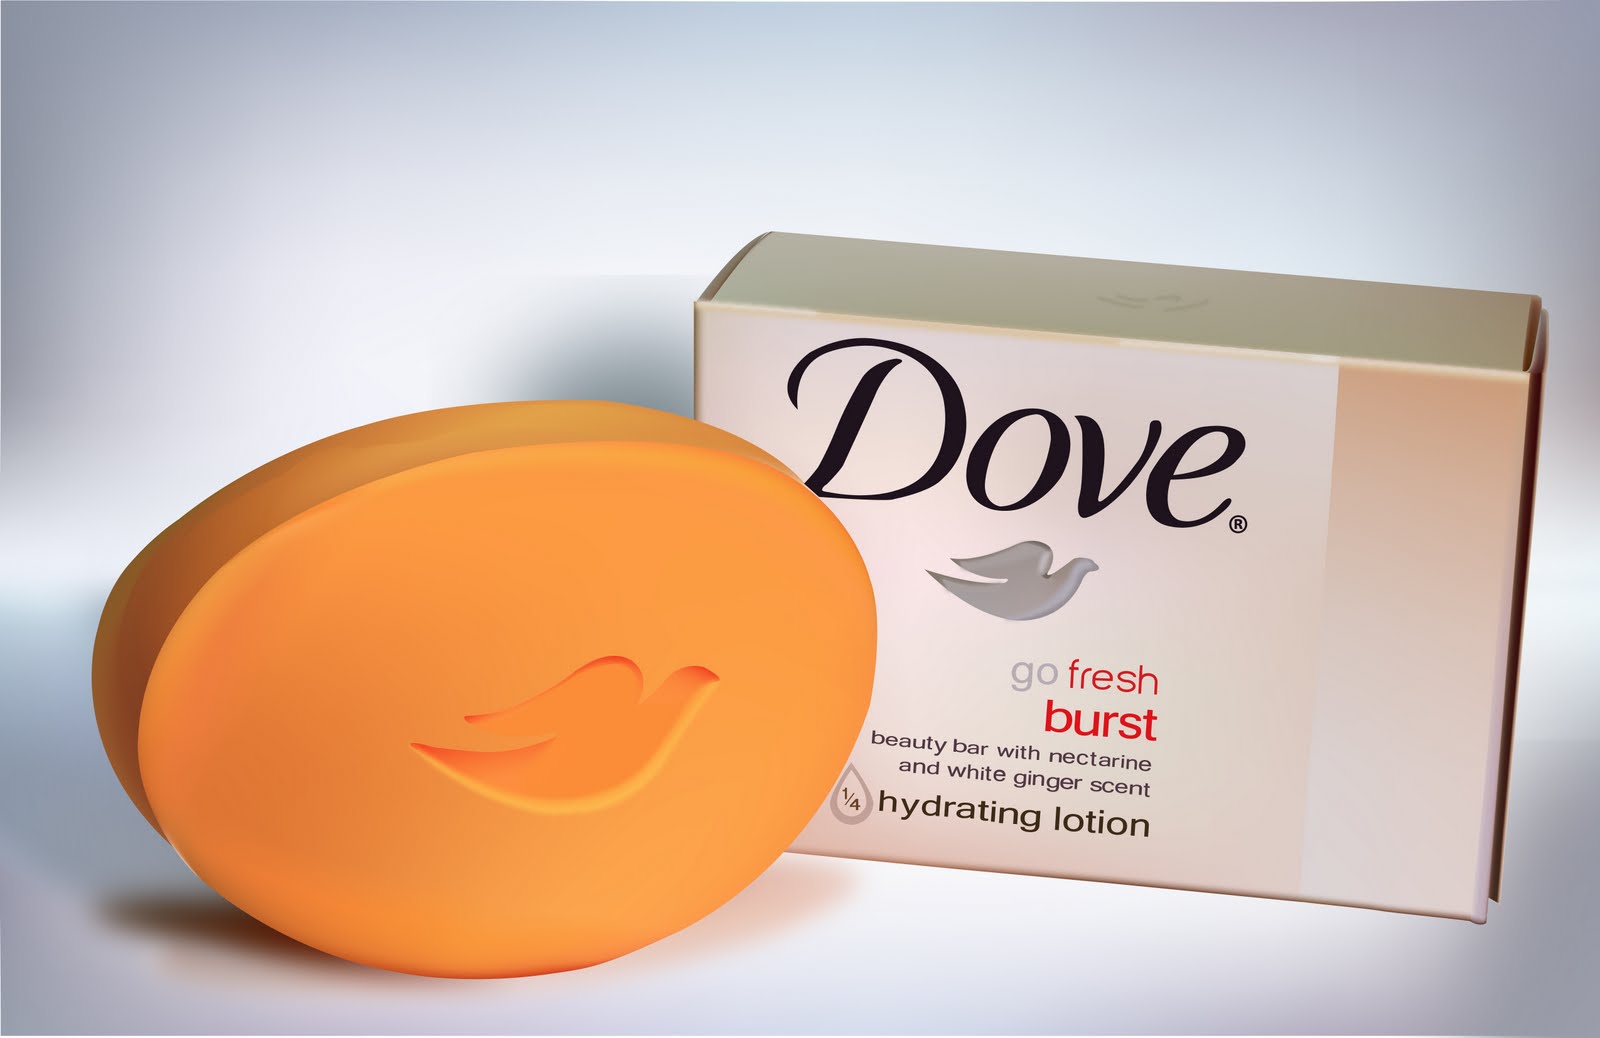 Dove®
go fresh
burst
beauty bar with nectarine
and white ginger scent
1/4 hydrating lotion